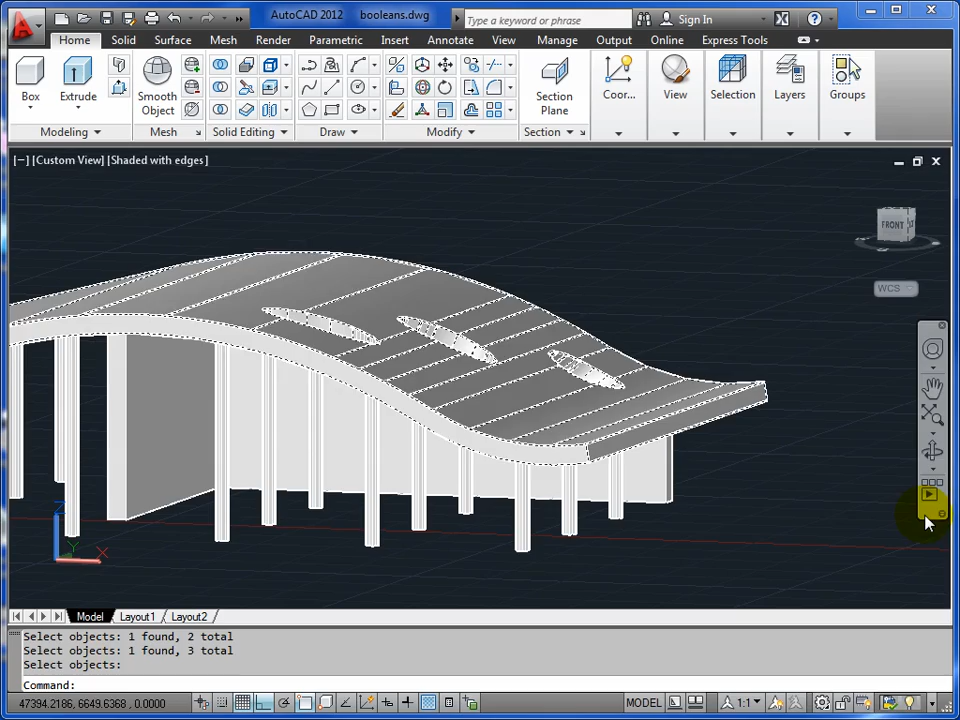 AutoCAD 2012 booleans.dwg
Type a keyword or phrase
Sign In
Home Solid Surface Mesh Render Parametric Insert Annotate View Manage Output Online Express Tools
Box
Extrude
Smooth
Object
Section
Plane
Coor...
View
Selection
Layers
Groups
Modeling
Mesh
Solid Editing
Draw
Modify
Section
[−] [Custom View] [Shaded with edges]
FRONT
WCS
Z
Y
X
Model Layout1 Layout2
Select objects: 1 found, 2 total
Select objects: 1 found, 3 total
Select objects:
Command:
47394.2186, 6649.6368, 0.0000
MODEL
1:1